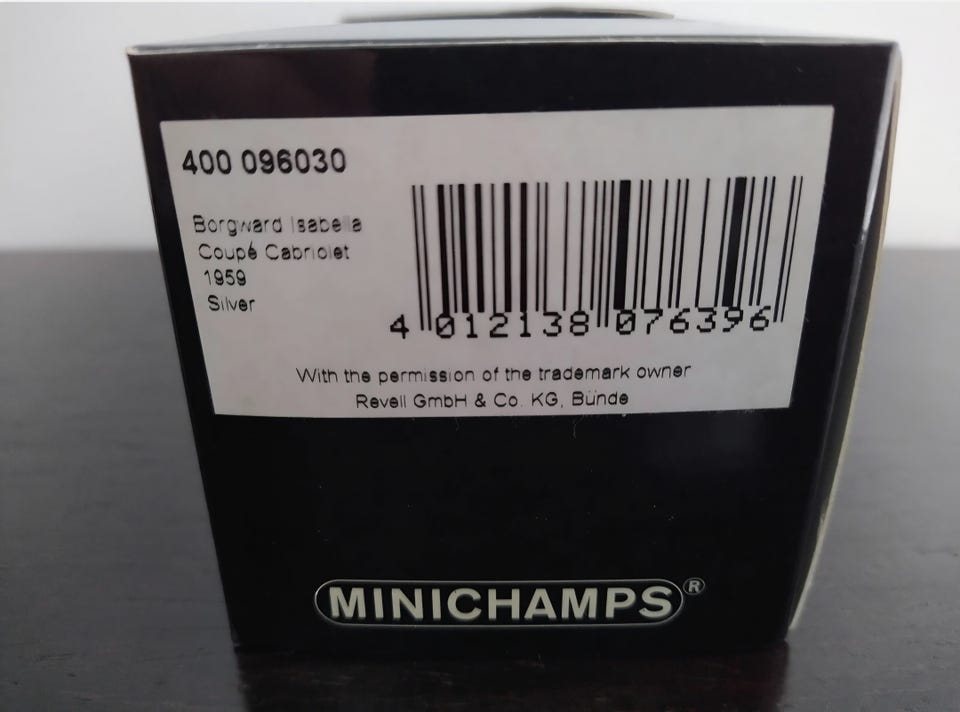 400 096030
Borgward Isabella
Coupé Cabriolet
1959
Silver
4 012138 076396
With the permission of the trademark owner
Revell GmbH & Co. KG, Bünde
MINICHAMPS®